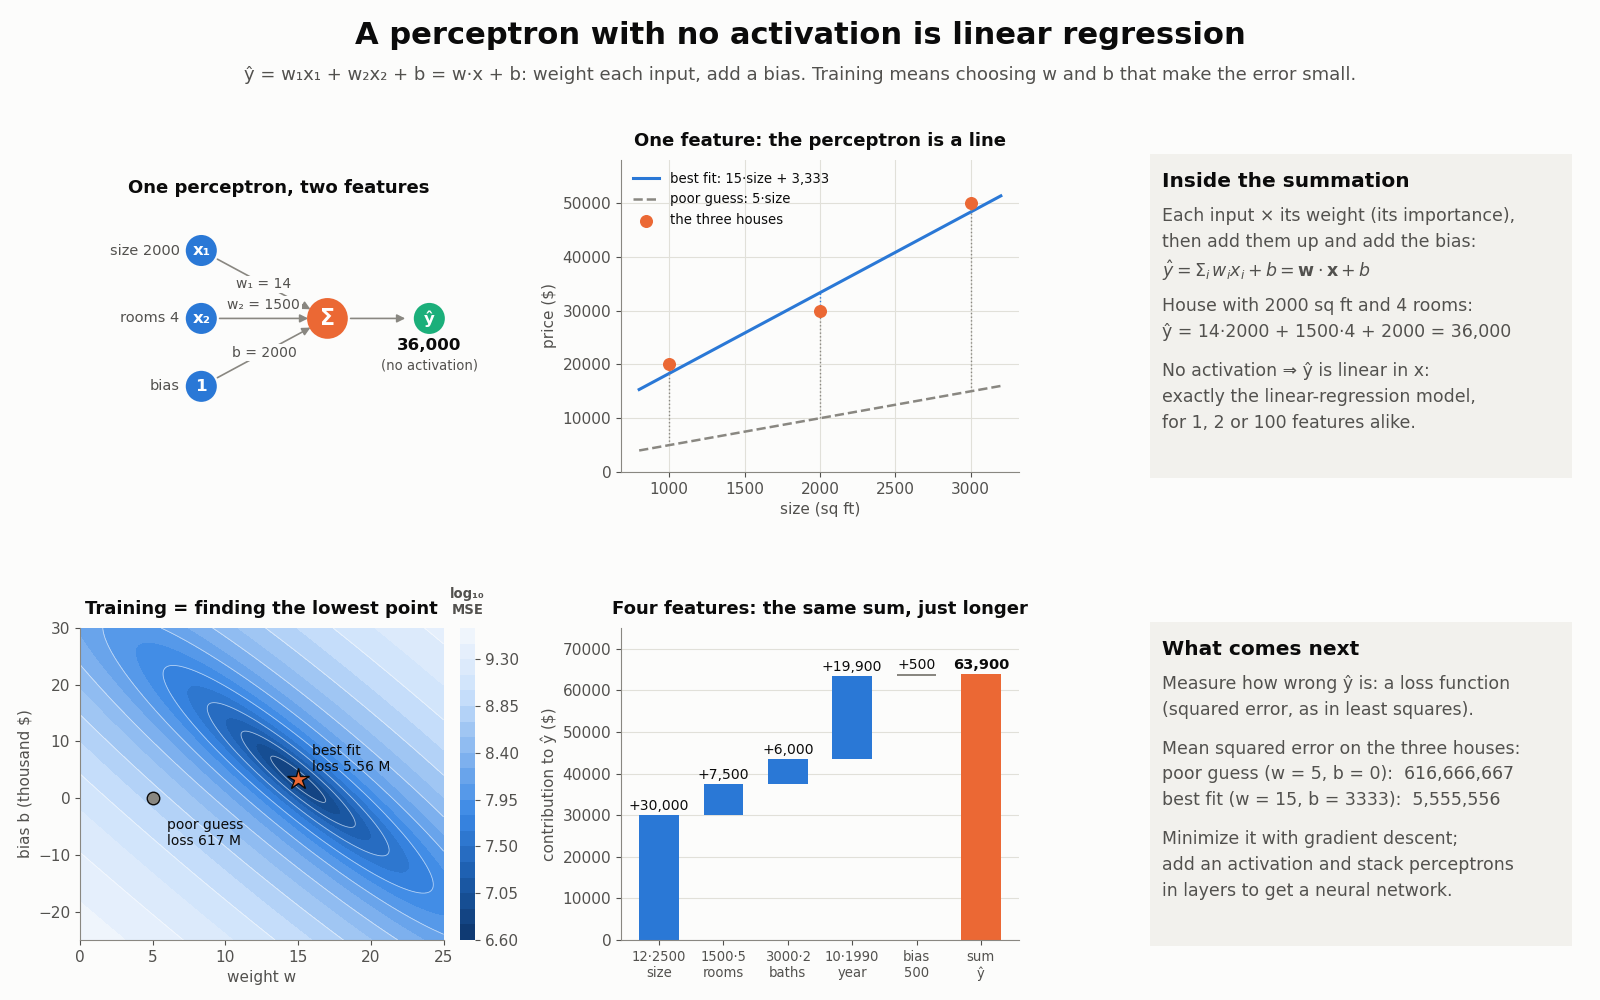 A perceptron with no activation is linear regression
ŷ = w₁x₁ + w₂x₂ + b = w·x + b: weight each input, add a bias. Training means choosing w and b that make the error small.
One perceptron, two features
size 2000
x₁
w₁ = 14
rooms 4
x₂
w₂ = 1500
Σ
ŷ
36,000
(no activation)
b = 2000
bias
1
One feature: the perceptron is a line
best fit: 15·size + 3,333
poor guess: 5·size
the three houses
price ($)
50000
40000
30000
20000
10000
0
1000 1500 2000 2500 3000
size (sq ft)
Inside the summation
Each input × its weight (its importance),
then add them up and add the bias:
ŷ = Σᵢ wᵢxᵢ + b = w · x + b
House with 2000 sq ft and 4 rooms:
ŷ = 14·2000 + 1500·4 + 2000 = 36,000
No activation ⇒ ŷ is linear in x:
exactly the linear-regression model,
for 1, 2 or 100 features alike.
Training = finding the lowest point
log₁₀
MSE
bias b (thousand $)
30
20
10
0
−10
−20
best fit
loss 5.56 M
poor guess
loss 617 M
0 5 10 15 20 25
weight w
9.30
8.85
8.40
7.95
7.50
7.05
6.60
Four features: the same sum, just longer
contribution to ŷ ($)
70000
60000
50000
40000
30000
20000
10000
0
+30,000
+7,500
+6,000
+19,900
+500
63,900
12·2500 1500·5 3000·2 10·1990 bias sum
size rooms baths year 500 ŷ
What comes next
Measure how wrong ŷ is: a loss function
(squared error, as in least squares).
Mean squared error on the three houses:
poor guess (w = 5, b = 0): 616,666,667
best fit (w = 15, b = 3333): 5,555,556
Minimize it with gradient descent;
add an activation and stack perceptrons
in layers to get a neural network.